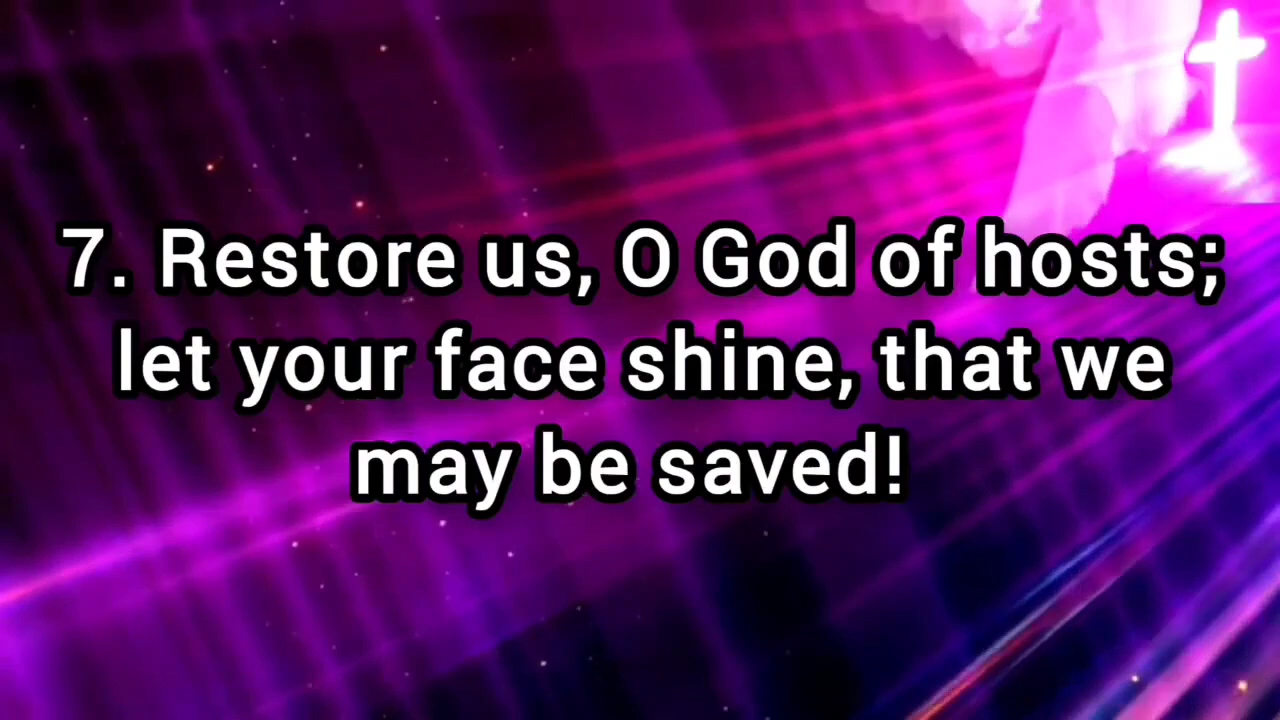 7. Restore us, O God of hosts;
let your face shine, that we
may be saved!